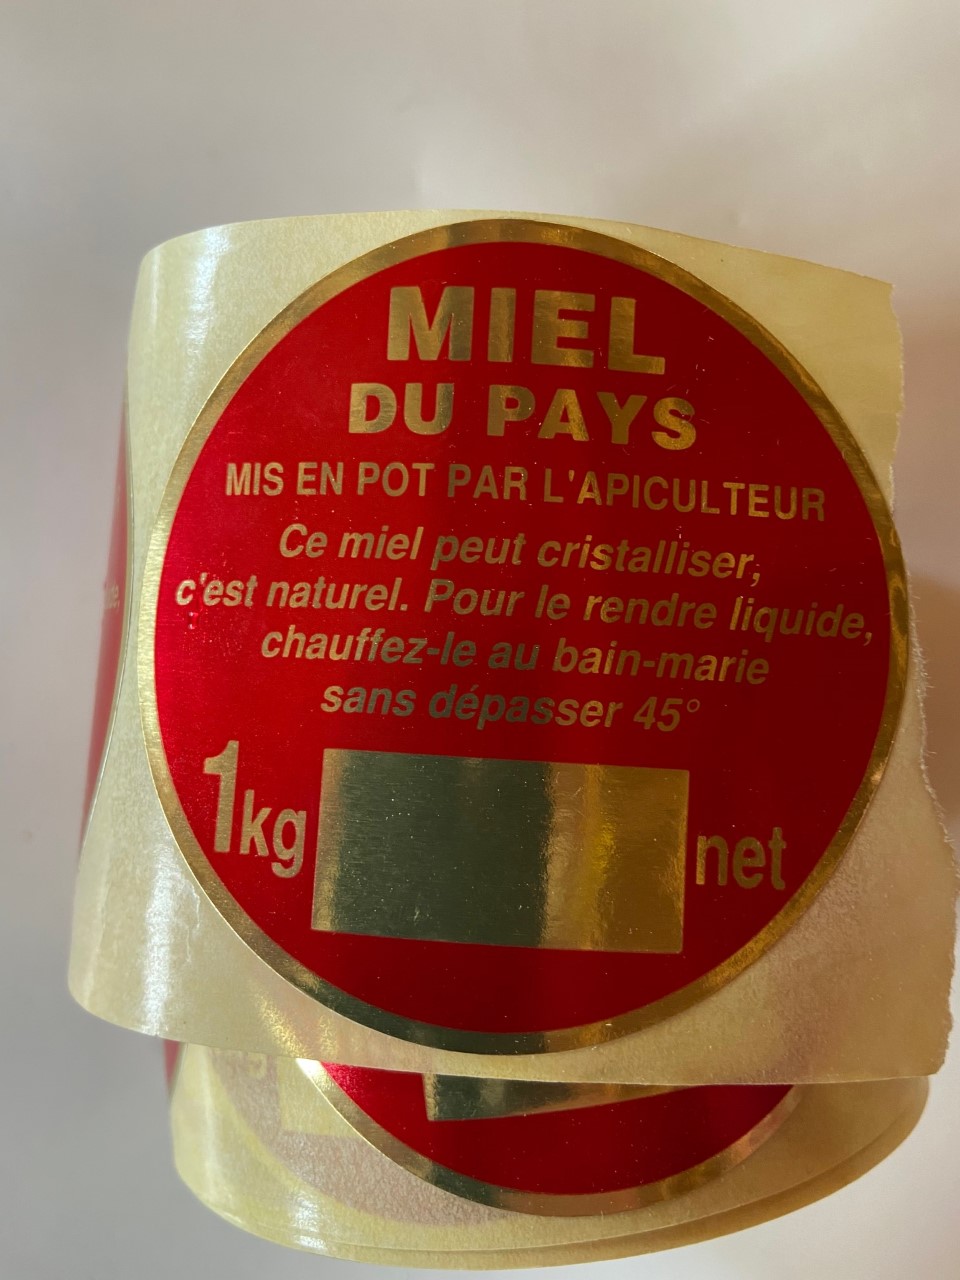 MIEL
DU PAYS
MIS EN POT PAR L'APICULTEUR
Ce miel peut cristalliser,
c'est naturel. Pour le rendre liquide,
chauffez-le au bain-marie
sans dépasser 45°
1kg net